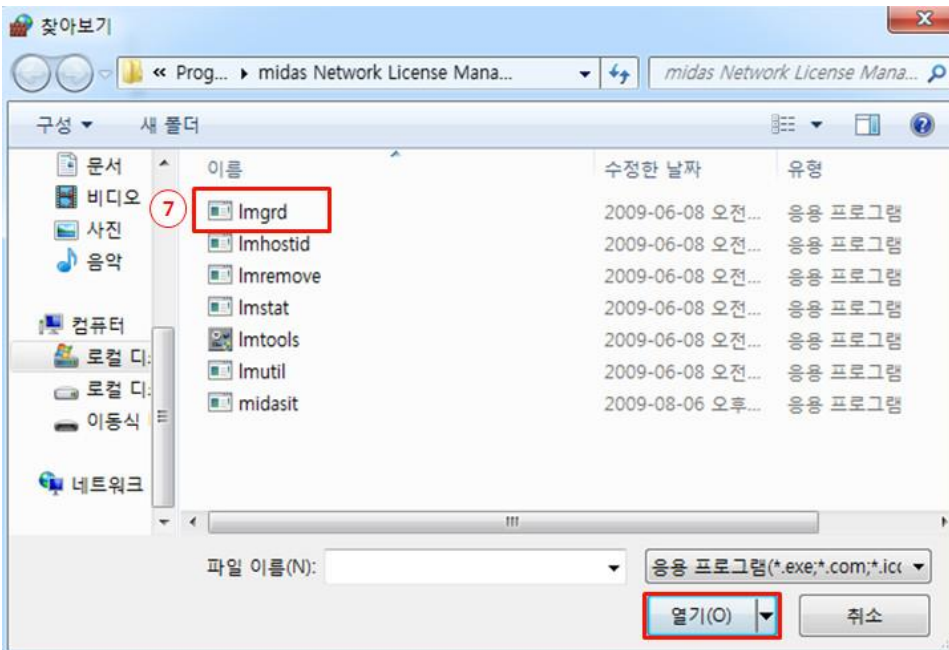 찾아보기
« Prog... ▸ midas Network License Mana...
midas Network License Mana...
구성
새 폴더
문서
비디오
사진
음악
컴퓨터
로컬 디
로컬 디
이동식
네트워크
이름 수정한 날짜 유형
7
lmgrd 2009-06-08 오전... 응용 프로그램
lmhostid 2009-06-08 오전... 응용 프로그램
lmremove 2009-06-08 오전... 응용 프로그램
lmstat 2009-06-08 오전... 응용 프로그램
lmtools 2009-06-08 오전... 응용 프로그램
lmutil 2009-06-08 오전... 응용 프로그램
midasit 2009-08-06 오후... 응용 프로그램
파일 이름(N):
응용 프로그램(*.exe;*.com;*.ic
열기(O)
취소